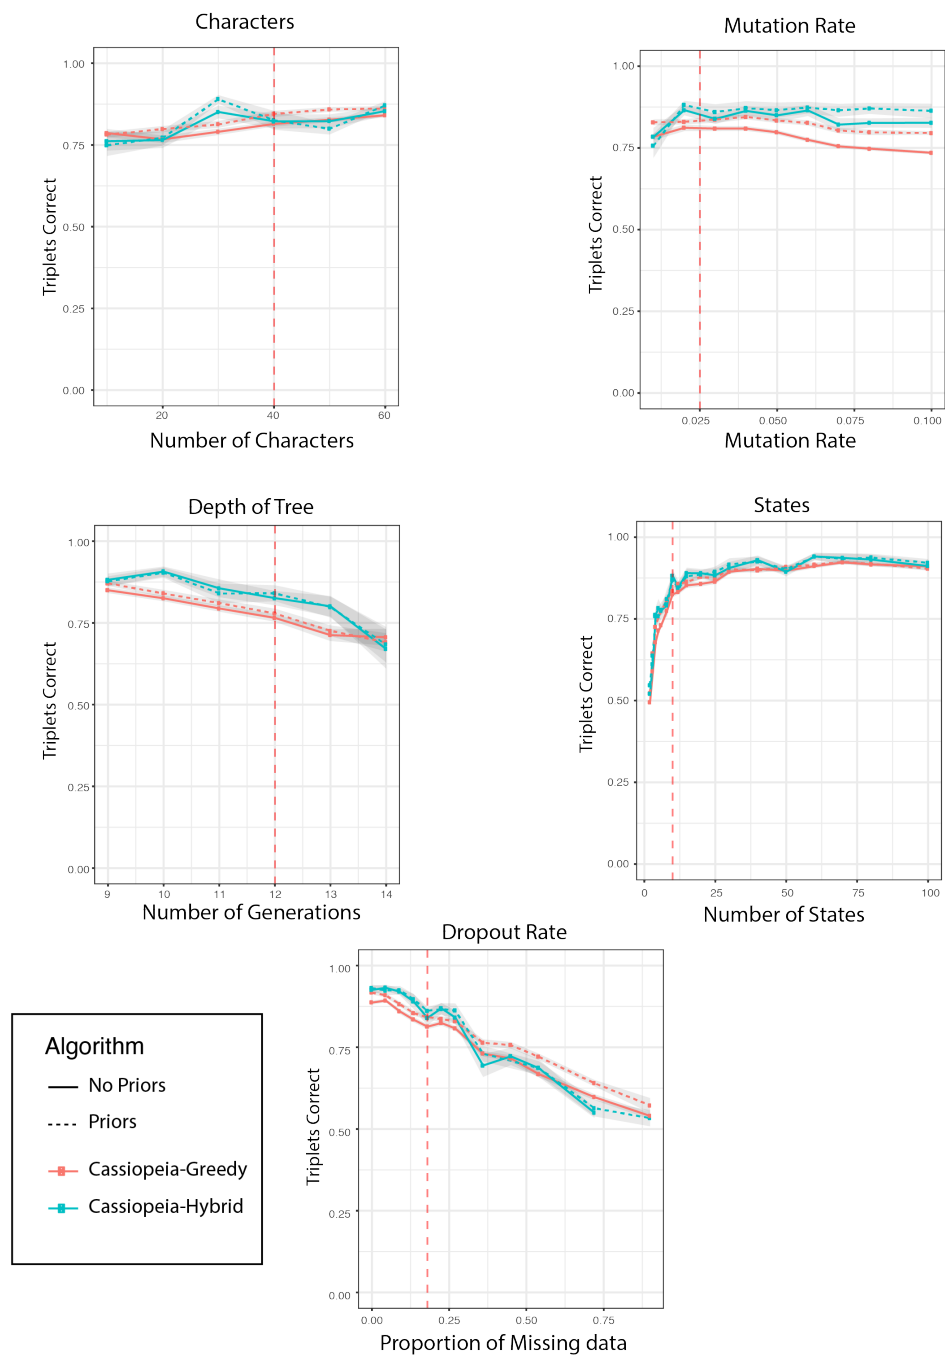 Characters
1.00
0.75
0.50
0.25
0.00
Triplets Correct
20
40
60
Number of Characters
Mutation Rate
1.00
0.75
0.50
0.25
0.00
Triplets Correct
0.025
0.050
0.075
0.100
Mutation Rate
Depth of Tree
1.00
0.75
0.50
0.25
0.00
Triplets Correct
9
10
11
12
13
14
Number of Generations
States
1.00
0.75
0.50
0.25
0.00
Triplets Correct
0
25
50
75
100
Number of States
Dropout Rate
1.00
0.75
0.50
0.25
0.00
Triplets Correct
0.00
0.25
0.50
0.75
Proportion of Missing data
Algorithm
No Priors
Priors
Cassiopeia-Greedy
Cassiopeia-Hybrid